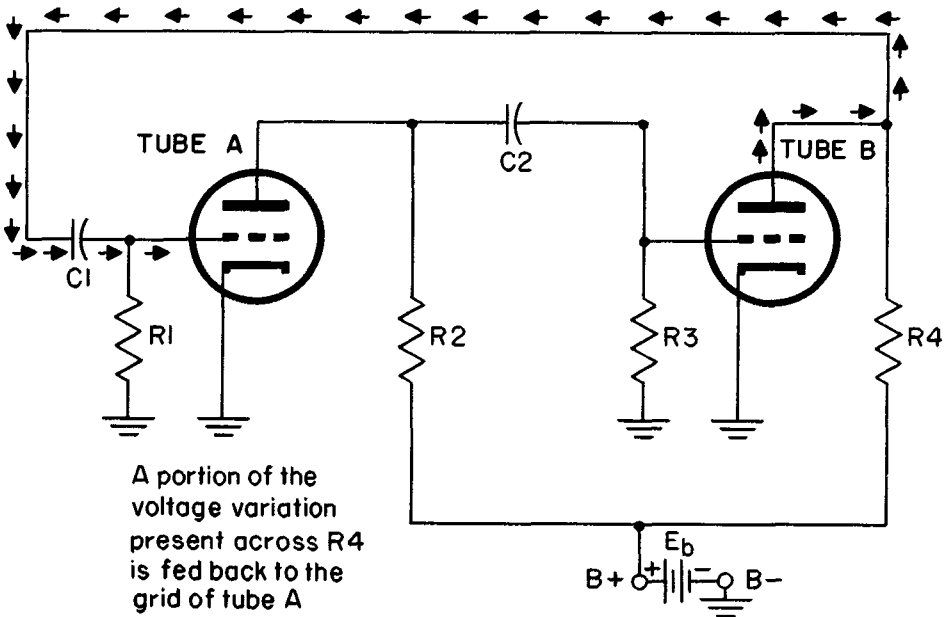 TUBE A
C2
TUBE B
C1
R1
R2
R3
R4
A portion of the
voltage variation
present across R4
is fed back to the
grid of tube A
Eb
B+ + - B-